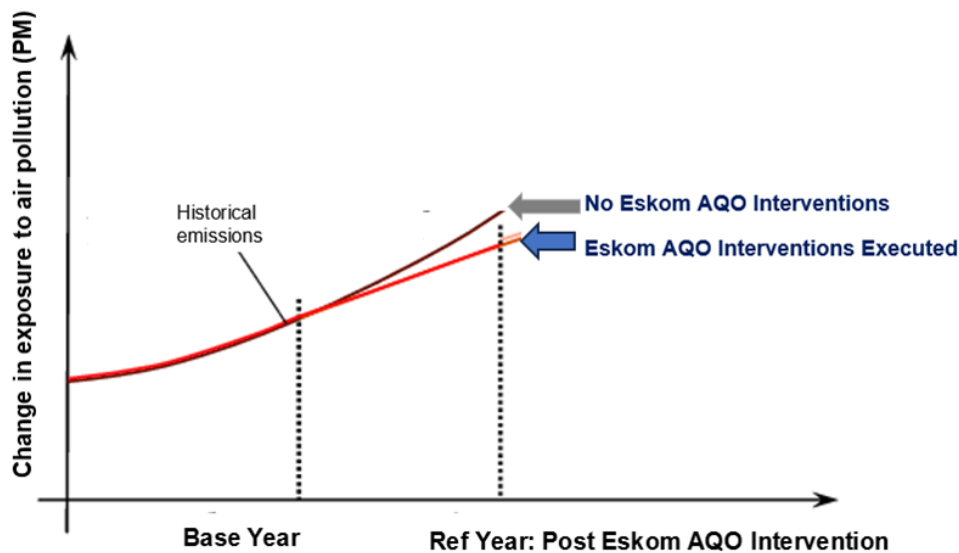 Change in exposure to air pollution (PM)
Historical
emissions
No Eskom AQO Interventions
Eskom AQO Interventions Executed
Base Year
Ref Year: Post Eskom AQO Intervention